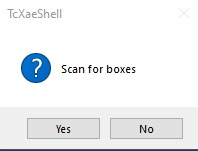 TcXaeShell
Scan for boxes
Yes
No